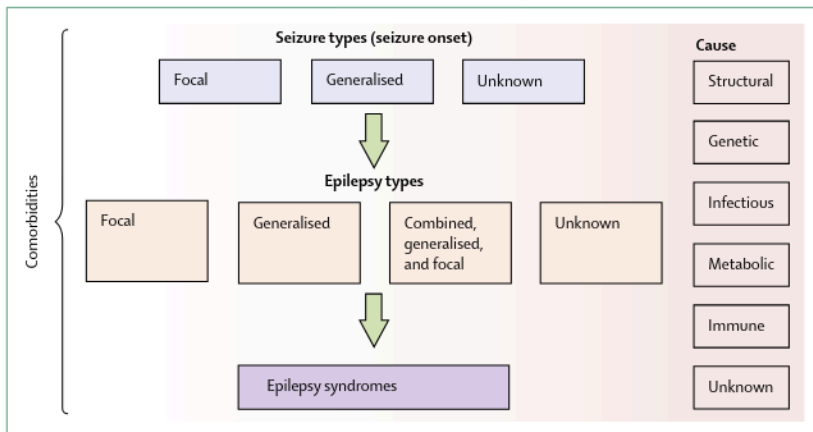 Seizure types (seizure onset)
Focal
Generalised
Unknown
Epilepsy types
Focal
Generalised
Combined,
generalised,
and focal
Unknown
Epilepsy syndromes
Comorbidities
Cause
Structural
Genetic
Infectious
Metabolic
Immune
Unknown